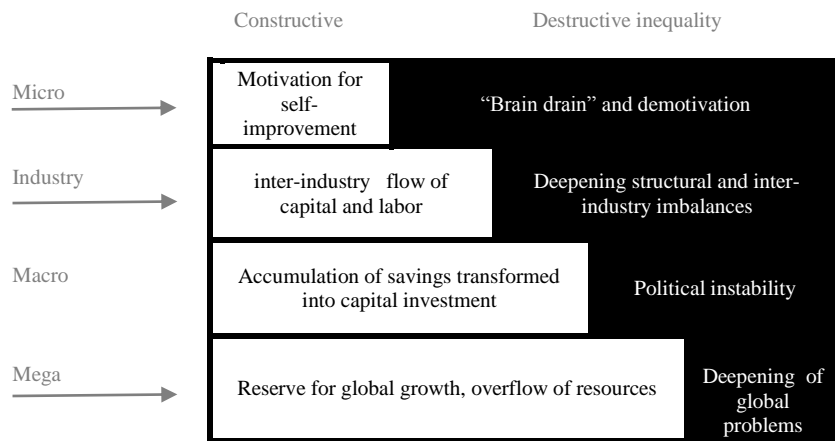 Constructive
Destructive inequality
Micro
Motivation for
self-
improvement
“Brain drain” and demotivation
Industry
inter-industry flow of
capital and labor
Deepening structural and inter-
industry imbalances
Macro
Accumulation of savings transformed
into capital investment
Political instability
Mega
Reserve for global growth, overflow of resources
Deepening of
global
problems